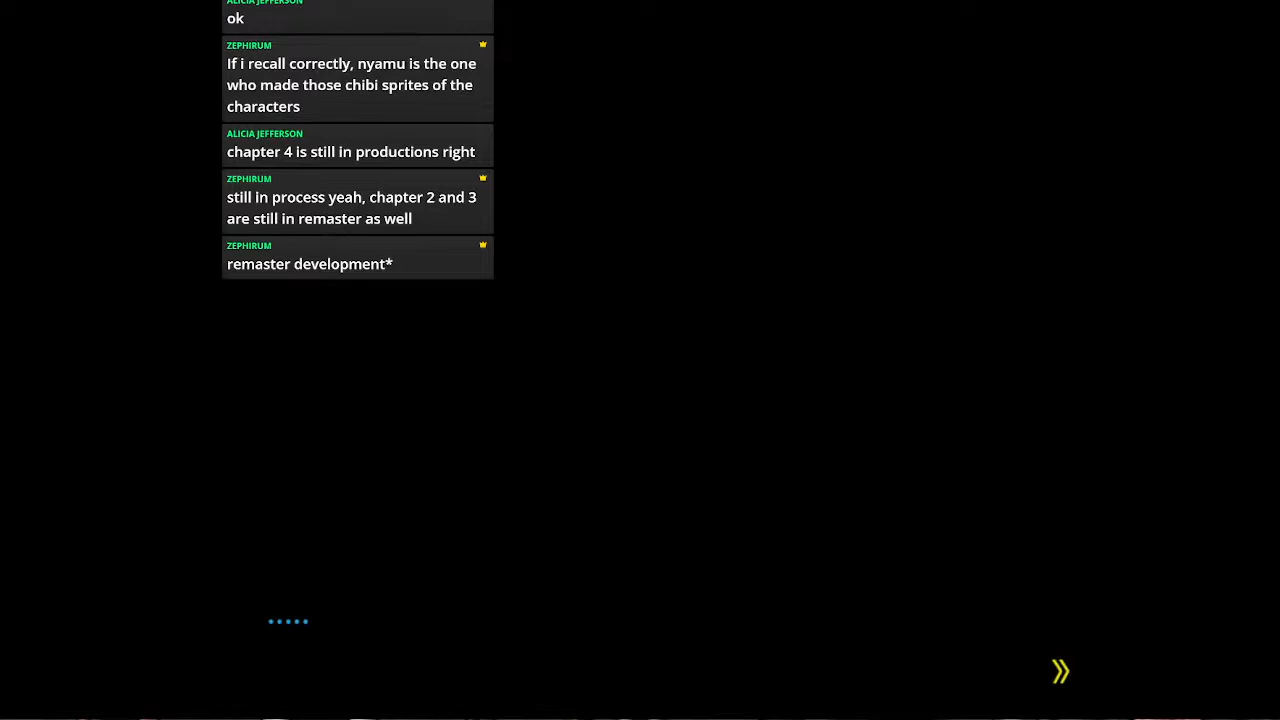 ALICIA JEFFERSON
ok
ZEPHIRUM
If i recall correctly, nyamu is the one
who made those chibi sprites of the
characters
ALICIA JEFFERSON
chapter 4 is still in productions right
ZEPHIRUM
still in process yeah, chapter 2 and 3
are still in remaster as well
ZEPHIRUM
remaster development*
.....